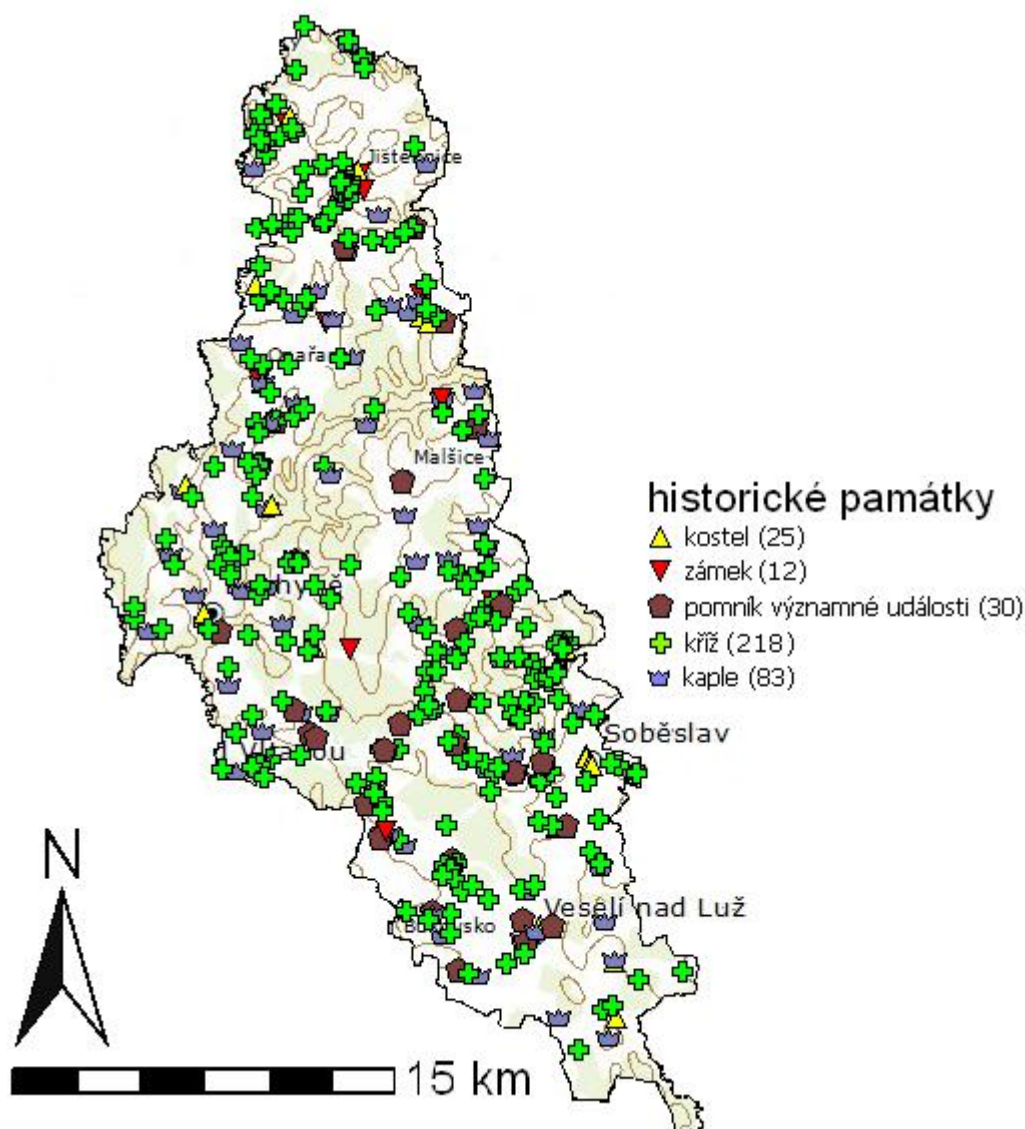 Jištebnice
Malšice
historické památky
kostel (25)
zámek (12)
pomník významné události (30)
kříž (218)
kaple (83)
Soběslav
N
Veselí nad Luž
15 km